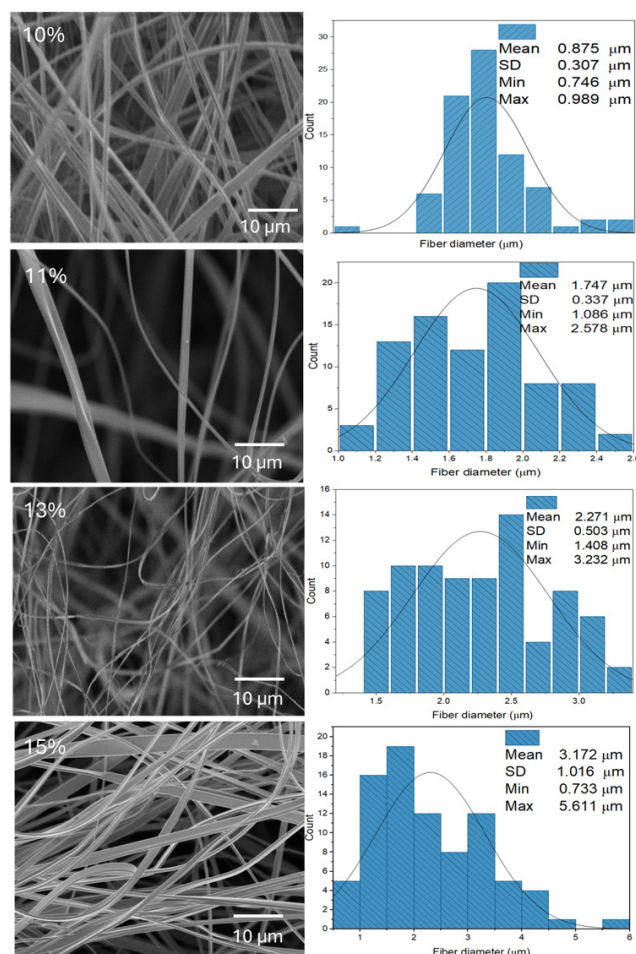 10%
10 µm
Mean 0.875 µm
SD 0.307 µm
Min 0.746 µm
Max 0.989 µm
Count
30
25
20
15
10
5
0
Fiber diameter (µm)
11%
10 µm
Mean 1.747 µm
SD 0.337 µm
Min 1.086 µm
Max 2.578 µm
Count
20
15
10
5
0
1.0 1.2 1.4 1.6 1.8 2.0 2.2 2.4 2.6
Fiber diameter (µm)
13%
10 µm
Mean 2.271 µm
SD 0.503 µm
Min 1.408 µm
Max 3.232 µm
Count
16
14
12
10
8
6
4
2
0
1.5 2.0 2.5 3.0
Fiber diameter (µm)
15%
10 µm
Mean 3.172 µm
SD 1.016 µm
Min 0.733 µm
Max 5.611 µm
Count
20
18
16
14
12
10
8
6
4
2
0
1 2 3 4 5 6
Fiber diameter (µm)